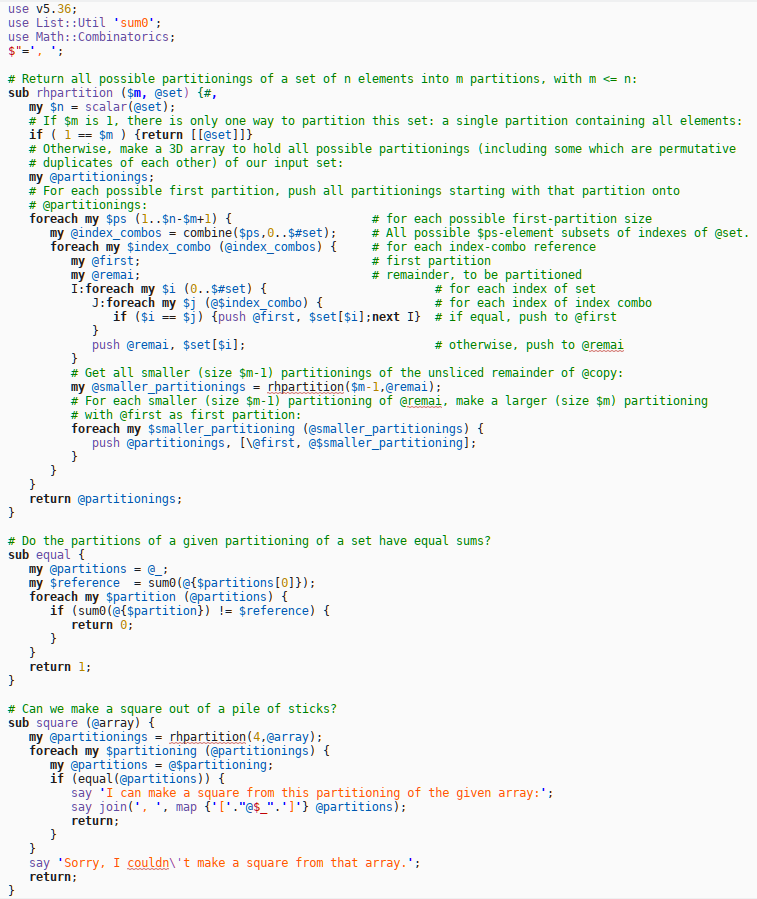 use v5.36;
use List::Util 'sum0';
use Math::Combinatorics;
$"=', ';

# Return all possible partitionings of a set of n elements into m partitions, with m <= n:
sub rhpartition ($m, @set) {#,
   my $n = scalar(@set);
   # If $m is 1, there is only one way to partition this set: a single partition containing all elements:
   if ( 1 == $m ) {return [[@set]]}
   # Otherwise, make a 3D array to hold all possible partitionings (including some which are permutative
   # duplicates of each other) of our input set:
   my @partitionings;
   # For each possible first partition, push all partitionings starting with that partition onto
   # @partitionings:
   foreach my $ps (1..$n-$m+1) {                    # for each possible first-partition size
      my @index_combos = combine($ps,0..$#set);     # All possible $ps-element subsets of indexes of @set.
      foreach my $index_combo (@index_combos) {     # for each index-combo reference
         my @first;                                 # first partition
         my @remai;                                 # remainder, to be partitioned
         I:foreach my $i (0..$#set) {                        # for each index of set
            J:foreach my $j (@$index_combo) {                # for each index of index combo
               if ($i == $j) {push @first, $set[$i];next I}  # if equal, push to @first
            }
            push @remai, $set[$i];                           # otherwise, push to @remai
         }
         # Get all smaller (size $m-1) partitionings of the unsliced remainder of @copy:
         my @smaller_partitionings = rhpartition($m-1,@remai);
         # For each smaller (size $m-1) partitioning of @remai, make a larger (size $m) partitioning
         # with @first as first partition:
         foreach my $smaller_partitioning (@smaller_partitionings) {
            push @partitionings, [\@first, @$smaller_partitioning];
         }
      }
   }
   return @partitionings;
}

# Do the partitions of a given partitioning of a set have equal sums?
sub equal {
   my @partitions = @_;
   my $reference  = sum0(@{$partitions[0]});
   foreach my $partition (@partitions) {
      if (sum0(@{$partition}) != $reference) {
         return 0;
      }
   }
   return 1;
}

# Can we make a square out of a pile of sticks?
sub square (@array) {
   my @partitionings = rhpartition(4,@array);
   foreach my $partitioning (@partitionings) {
      my @partitions = @$partitioning;
      if (equal(@partitions)) {
         say 'I can make a square from this partitioning of the given array:';
         say join(', ', map {'['."@$_".']'} @partitions);
         return;
      }
   }
   say 'Sorry, I couldn\'t make a square from that array.';
   return;
}